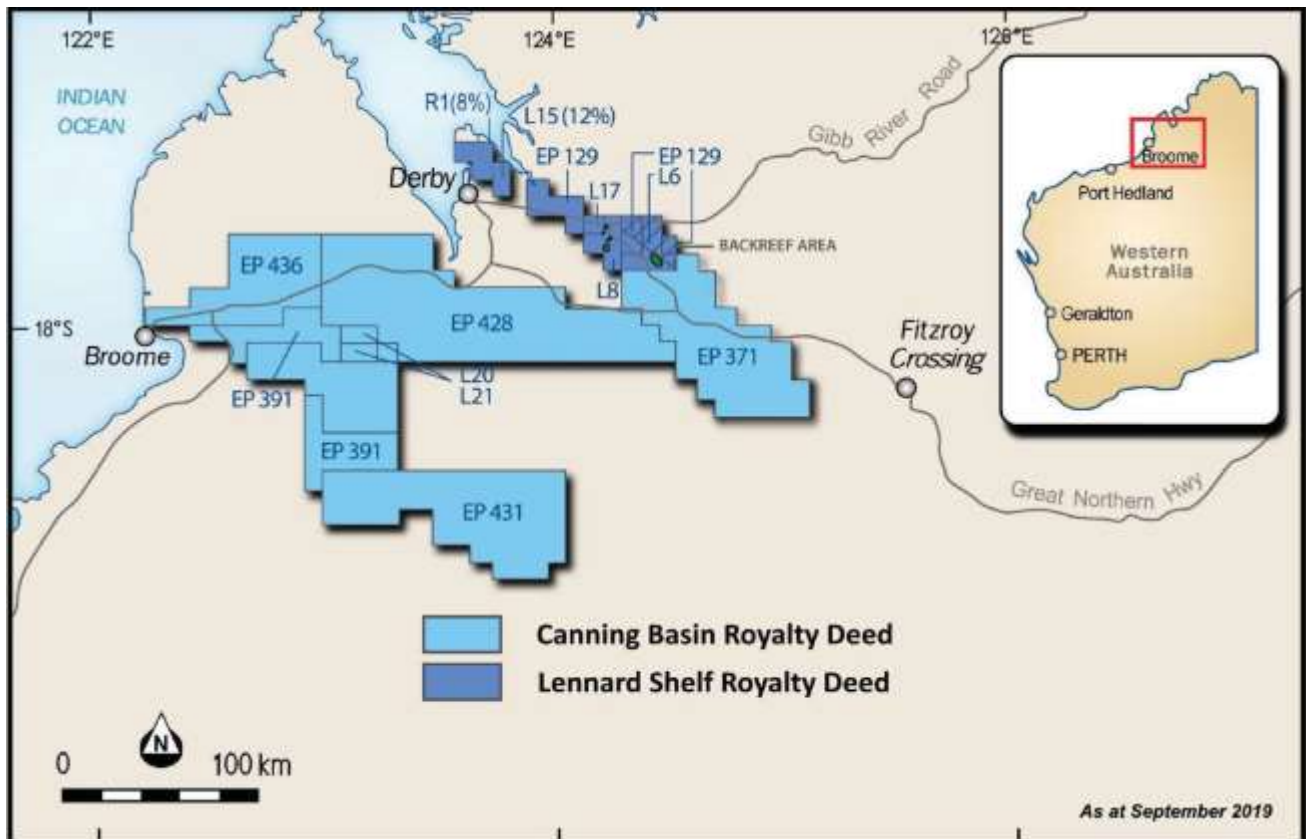 122°E
124°E
126°E
INDIAN
OCEAN
R1(8%)
L15 (12%)
EP 129
EP 129
L6
L17
Derby
Gibb River Road
BACKREEF AREA
L8
EP 436
EP 428
18°S
Broome
EP 371
Fitzroy
Crossing
L20
L21
EP 391
EP 391
EP 431
Great Northern Hwy
Broome
Port Hedland
Western
Australia
Geraldton
PERTH
Canning Basin Royalty Deed
Lennard Shelf Royalty Deed
N
0 100 km
As at September 2019